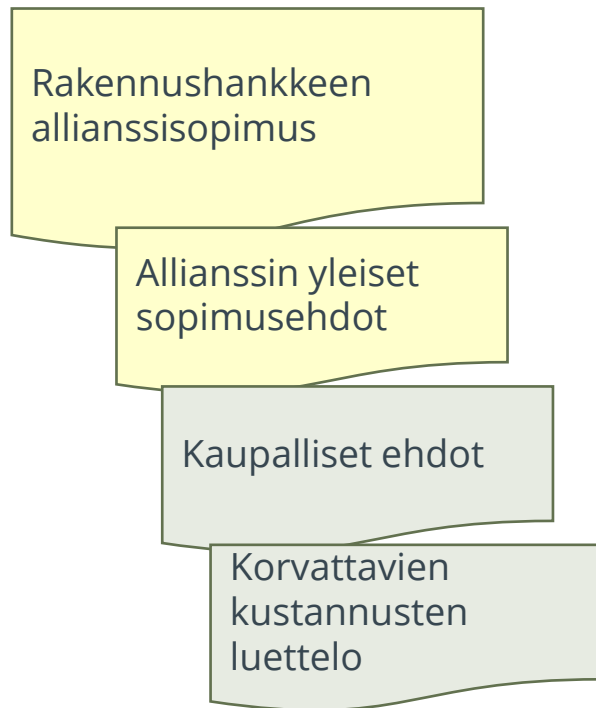 Rakennushankkeen
allianssisopimus
Allianssin yleiset
sopimusehdot
Kaupalliset ehdot
Korvattavien
kustannusten
luettelo